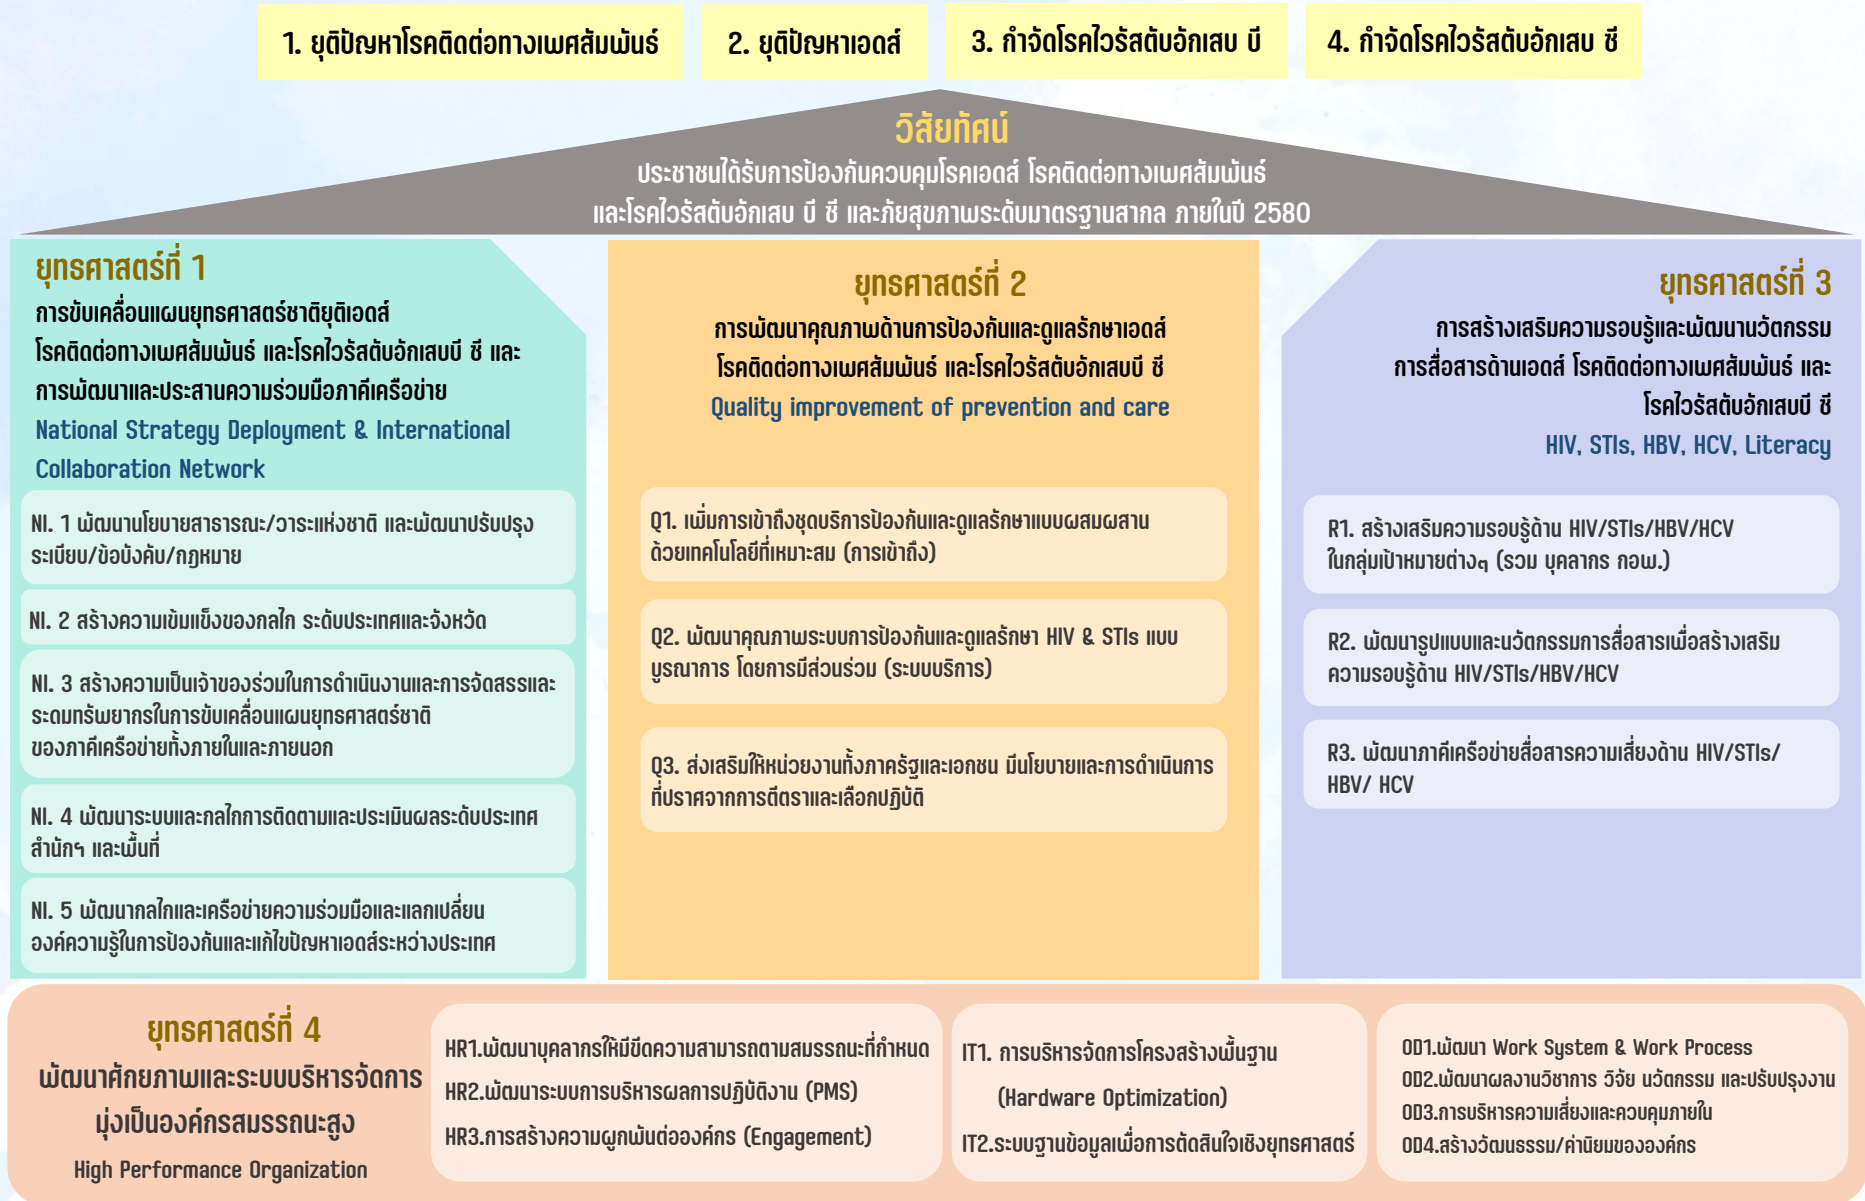 1. ยุติปัญหาโรคติดต่อทางเพศสัมพันธ์
2. ยุติปัญหาเอดส์
3. กำจัดโรคไวรัสตับอักเสบ บี
4. กำจัดโรคไวรัสตับอักเสบ ซี
วิสัยทัศน์
ประชาชนได้รับการป้องกันควบคุมโรคเอดส์ โรคติดต่อทางเพศสัมพันธ์
และโรคไวรัสตับอักเสบ บี ซี และภัยสุขภาพระดับมาตรฐานสากล ภายในปี 2580
ยุทธศาสตร์ที่ 1
การขับเคลื่อนแผนยุทธศาสตร์ชาติยุติเอดส์
โรคติดต่อทางเพศสัมพันธ์ และโรคไวรัสตับอักเสบบี ซี และ
การพัฒนาและประสานความร่วมมือภาคีเครือข่าย
National Strategy Deployment & International
Collaboration Network
NI. 1 พัฒนานโยบายสาธารณะ/วาระแห่งชาติ และพัฒนาปรับปรุง
ระเบียบ/ข้อบังคับ/กฎหมาย
NI. 2 สร้างความเข้มแข็งของกลไก ระดับประเทศและจังหวัด
NI. 3 สร้างความเป็นเจ้าของร่วมในการดำเนินงานและการจัดสรรและ
ระดมทรัพยากรในการขับเคลื่อนแผนยุทธศาสตร์ชาติ
ของภาคีเครือข่ายทั้งภายในและภายนอก
NI. 4 พัฒนาระบบและกลไกการติดตามและประเมินผลระดับประเทศ
สำนักฯ และพื้นที่
NI. 5 พัฒนากลไกและเครือข่ายความร่วมมือและแลกเปลี่ยน
องค์ความรู้ในการป้องกันและแก้ไขปัญหาเอดส์ระหว่างประเทศ
ยุทธศาสตร์ที่ 2
การพัฒนาคุณภาพด้านการป้องกันและดูแลรักษาเอดส์
โรคติดต่อทางเพศสัมพันธ์ และโรคไวรัสตับอักเสบบี ซี
Quality improvement of prevention and care
Q1. เพิ่มการเข้าถึงชุดบริการป้องกันและดูแลรักษาแบบผสมผสาน
ด้วยเทคโนโลยีที่เหมาะสม (การเข้าถึง)
Q2. พัฒนาคุณภาพระบบการป้องกันและดูแลรักษา HIV & STIs แบบ
บูรณาการ โดยการมีส่วนร่วม (ระบบบริการ)
Q3. ส่งเสริมให้หน่วยงานทั้งภาครัฐและเอกชน มีนโยบายและการดำเนินการ
ที่ปราศจากการตีตราและเลือกปฏิบัติ
ยุทธศาสตร์ที่ 3
การสร้างเสริมความรอบรู้และพัฒนานวัตกรรม
การสื่อสารด้านเอดส์ โรคติดต่อทางเพศสัมพันธ์ และ
โรคไวรัสตับอักเสบบี ซี
HIV, STIs, HBV, HCV, Literacy
R1. สร้างเสริมความรอบรู้ด้าน HIV/STIs/HBV/HCV
ในกลุ่มเป้าหมายต่างๆ (รวม บุคลากร กอพ.)
R2. พัฒนารูปแบบและนวัตกรรมการสื่อสารเพื่อสร้างเสริม
ความรอบรู้ด้าน HIV/STIs/HBV/HCV
R3. พัฒนาภาคีเครือข่ายสื่อสารความเสี่ยงด้าน HIV/STIs/
HBV/ HCV
ยุทธศาสตร์ที่ 4
พัฒนาศักยภาพและระบบบริหารจัดการ
มุ่งเป็นองค์กรสมรรถนะสูง
High Performance Organization
HR1.พัฒนาบุคลากรให้มีขีดความสามารถตามสมรรถนะที่กำหนด
HR2.พัฒนาระบบการบริหารผลการปฏิบัติงาน (PMS)
HR3.การสร้างความผูกพันต่อองค์กร (Engagement)
IT1. การบริหารจัดการโครงสร้างพื้นฐาน
(Hardware Optimization)
IT2.ระบบฐานข้อมูลเพื่อการตัดสินใจเชิงยุทธศาสตร์
OD1.พัฒนา Work System & Work Process
OD2.พัฒนาผลงานวิชาการ วิจัย นวัตกรรม และปรับปรุงงาน
OD3.การบริหารความเสี่ยงและควบคุมภายใน
OD4.สร้างวัฒนธรรม/ค่านิยมขององค์กร